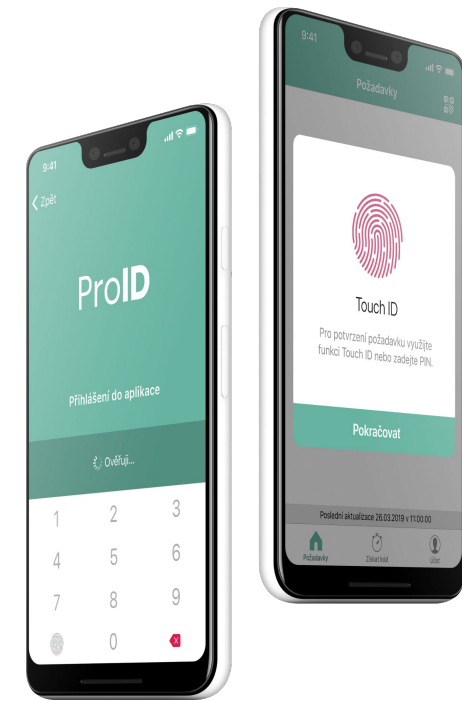 9:41
Zpět
ProID
Přihlášení do aplikace
Ověřuji...
1
2
3
4
5
6
7
8
9
0
X
9:41
Požadavky
Touch ID
Pro potvrzení požadavku využijte
funkci Touch ID nebo zadejte PIN.
Pokračovat
Poslední aktualizace 26.03.2019 v 11:00:00
Požadavky
Získat kód
Účet